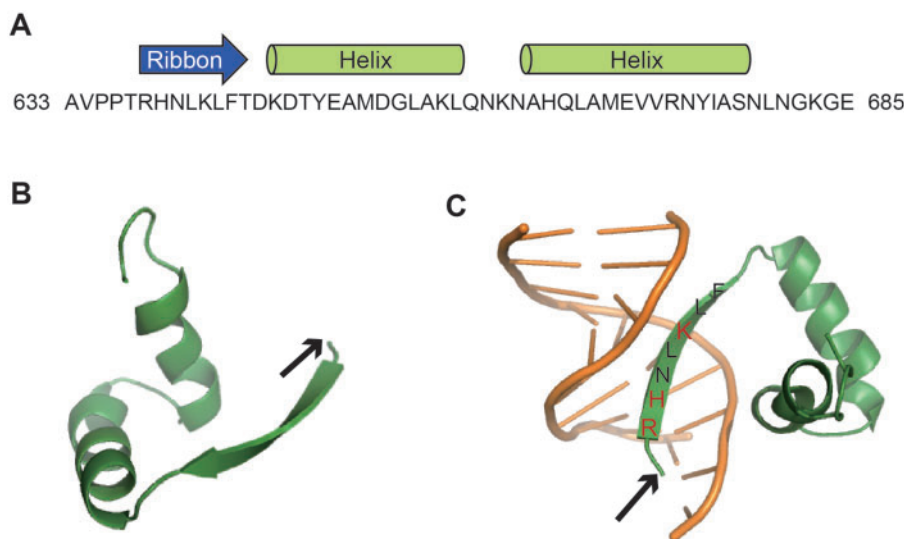 A
Ribbon Helix Helix
633 AVPPTRHNLKLFTDKDTYEAMDGLAKLQNKNAHQLAMEVVRNYIASNLNGKGE 685
B
C
F
L
K
L
N
H
R